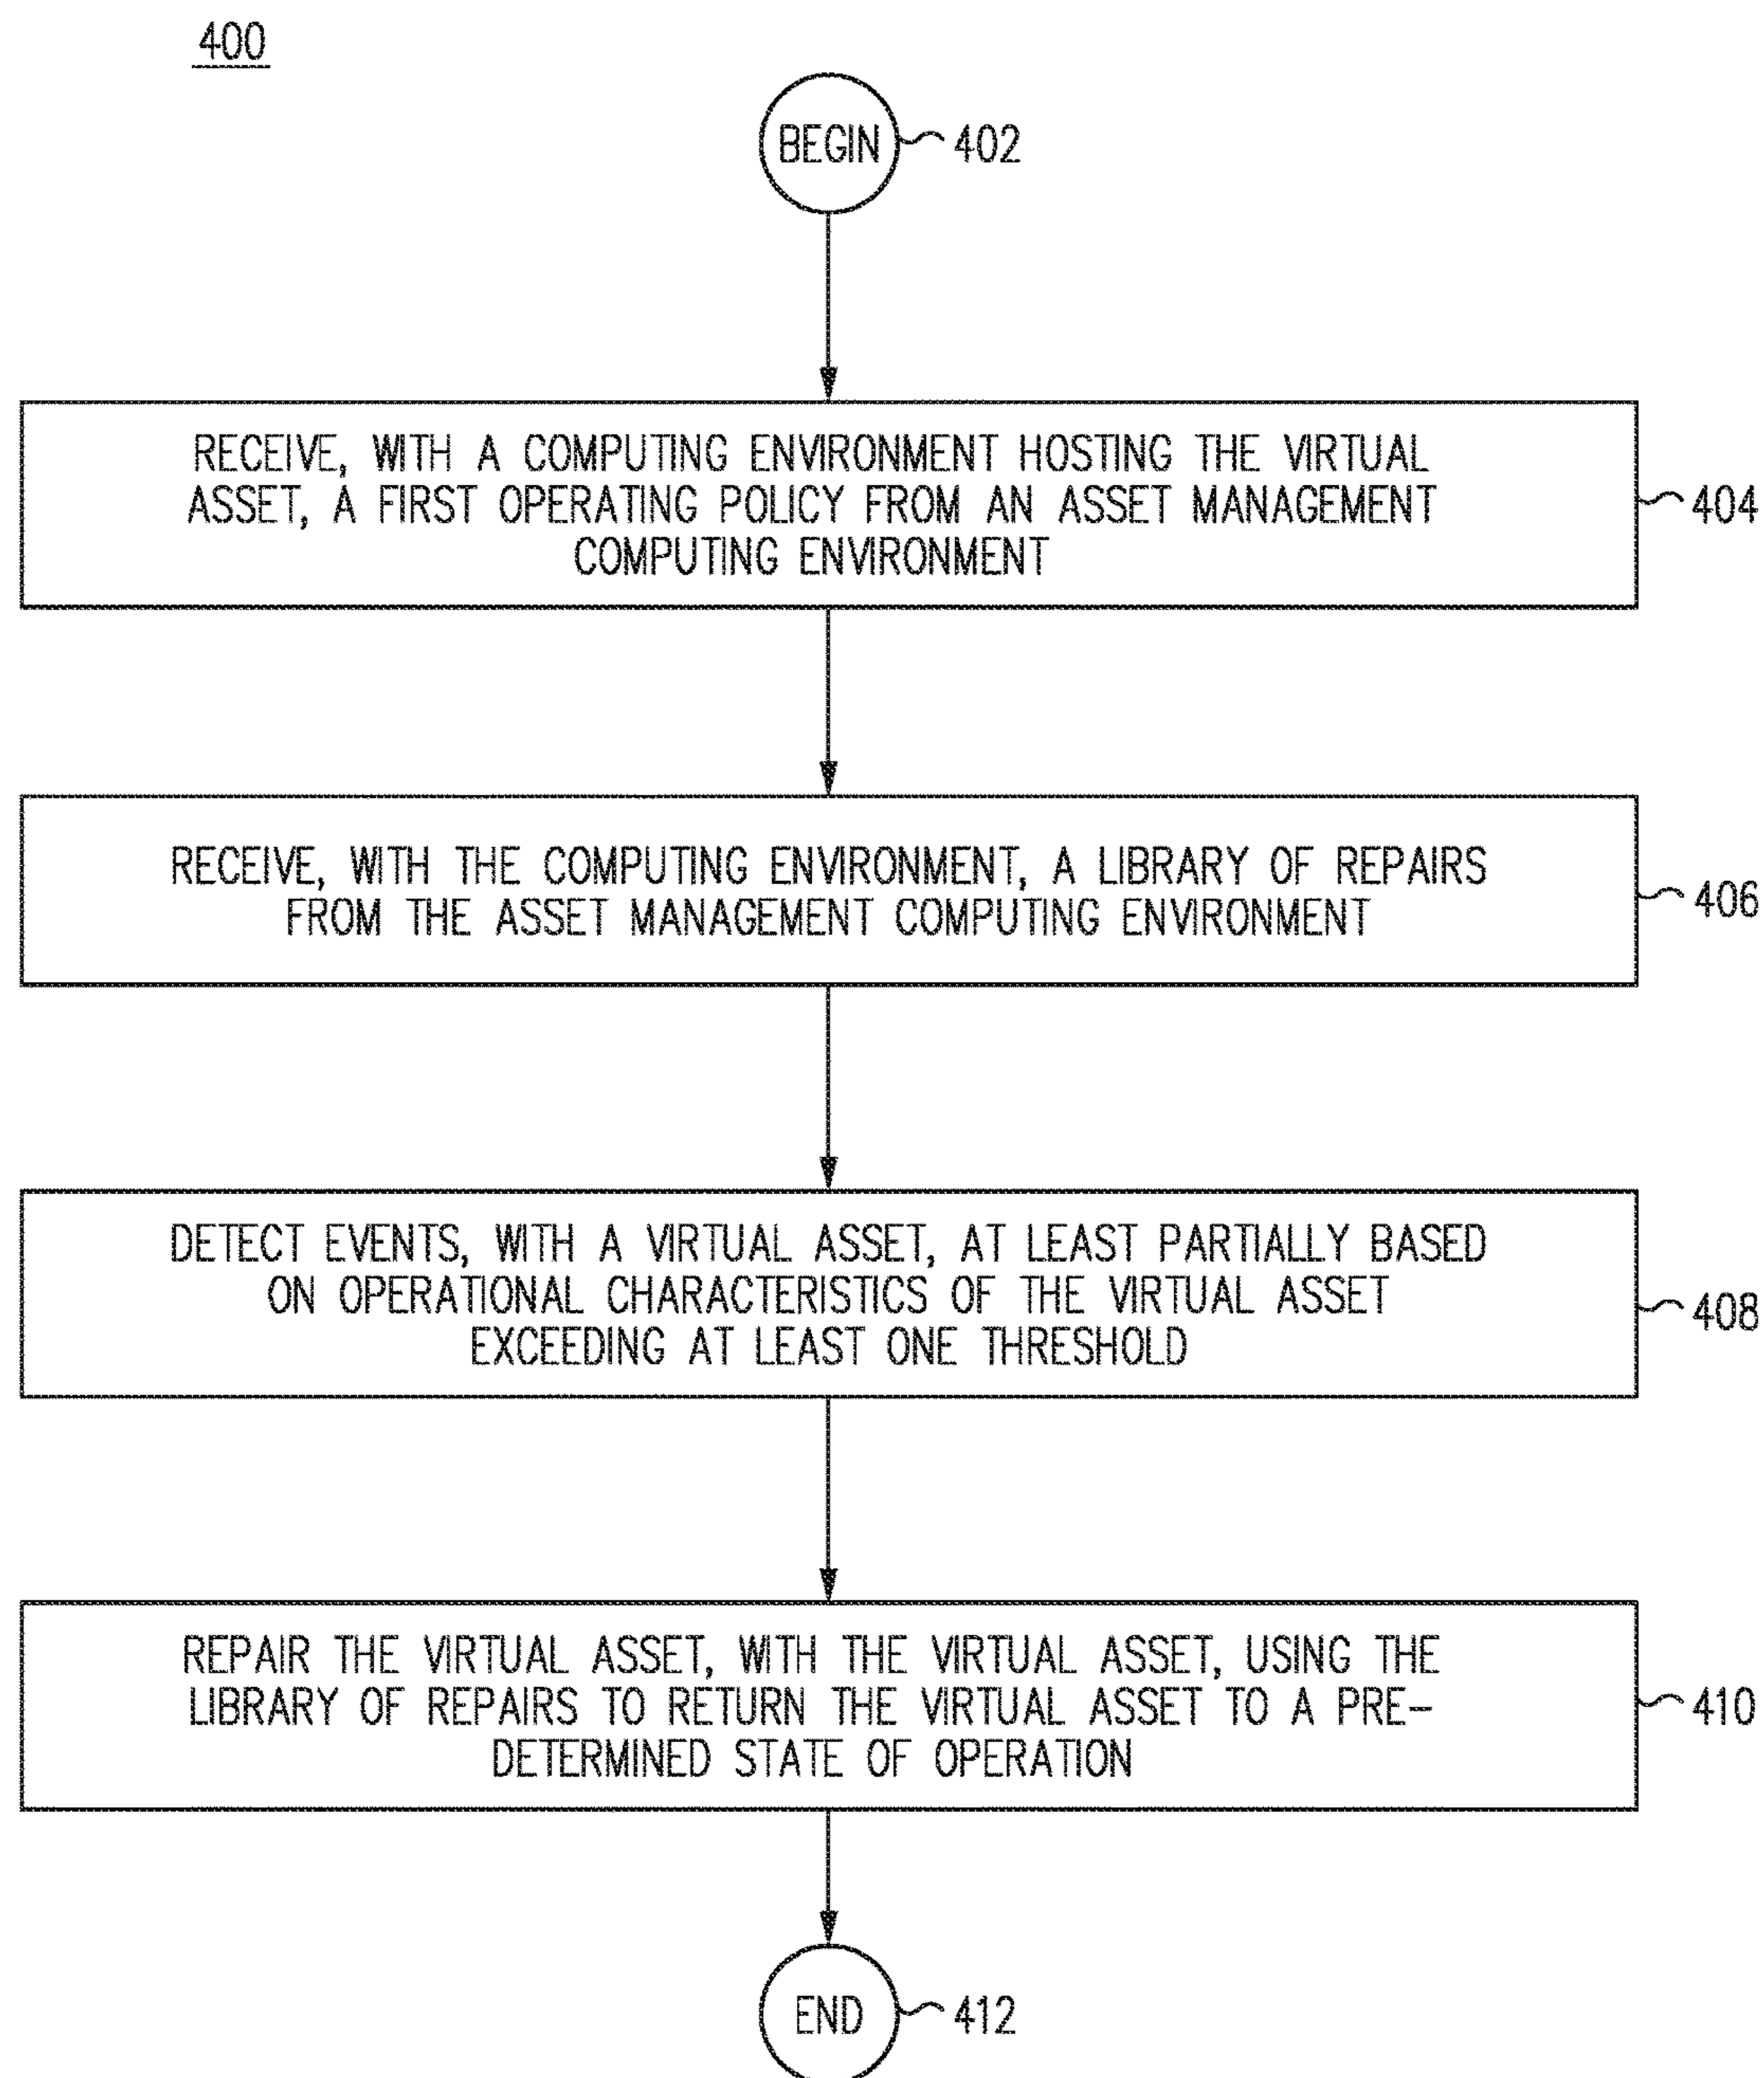 400
BEGIN
402
RECEIVE, WITH A COMPUTING ENVIRONMENT HOSTING THE VIRTUAL
ASSET, A FIRST OPERATING POLICY FROM AN ASSET MANAGEMENT
COMPUTING ENVIRONMENT
404
RECEIVE, WITH THE COMPUTING ENVIRONMENT, A LIBRARY OF REPAIRS
FROM THE ASSET MANAGEMENT COMPUTING ENVIRONMENT
406
DETECT EVENTS, WITH A VIRTUAL ASSET, AT LEAST PARTIALLY BASED
ON OPERATIONAL CHARACTERISTICS OF THE VIRTUAL ASSET
EXCEEDING AT LEAST ONE THRESHOLD
408
REPAIR THE VIRTUAL ASSET, WITH THE VIRTUAL ASSET, USING THE
LIBRARY OF REPAIRS TO RETURN THE VIRTUAL ASSET TO A PRE-
DETERMINED STATE OF OPERATION
410
END
412